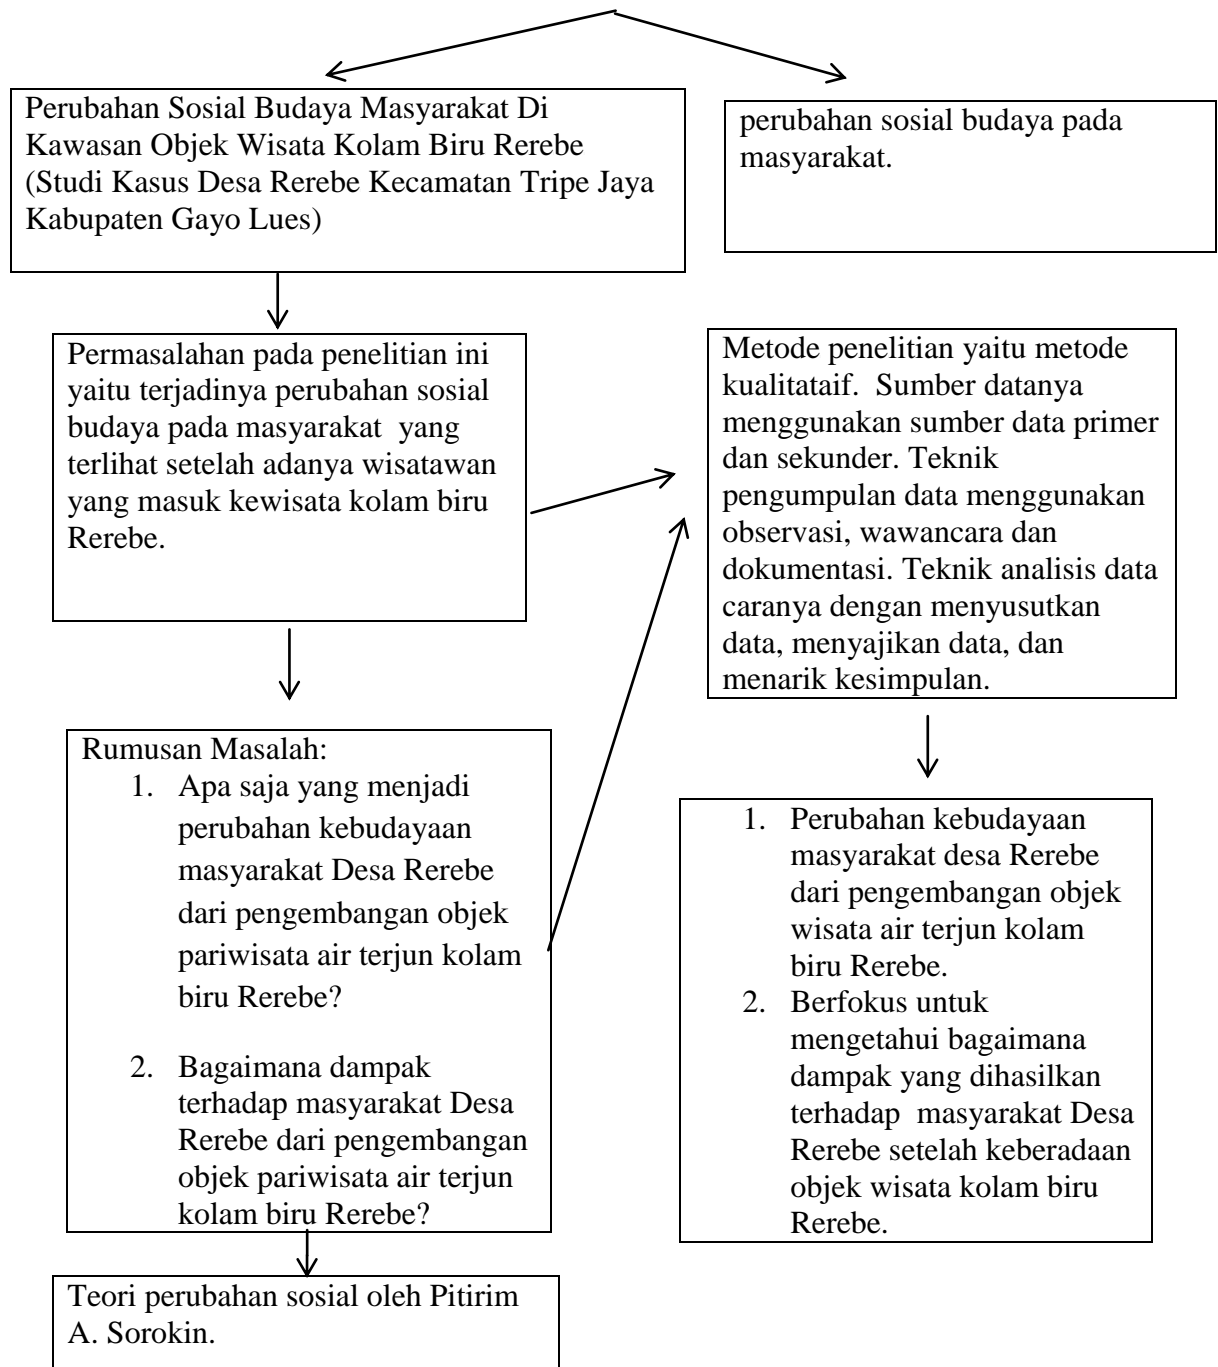 Perubahan Sosial Budaya Masyarakat Di
Kawasan Objek Wisata Kolam Biru Rerebe
(Studi Kasus Desa Rerebe Kecamatan Tripe Jaya
Kabupaten Gayo Lues)
perubahan sosial budaya pada
masyarakat.
Permasalahan pada penelitian ini
yaitu terjadinya perubahan sosial
budaya pada masyarakat yang
terlihat setelah adanya wisatawan
yang masuk kewisata kolam biru
Rerebe.
Metode penelitian yaitu metode
kualitataif. Sumber datanya
menggunakan sumber data primer
dan sekunder. Teknik
pengumpulan data menggunakan
observasi, wawancara dan
dokumentasi. Teknik analisis data
caranya dengan menyusutkan
data, menyajikan data, dan
menarik kesimpulan.
Rumusan Masalah:
1. Apa saja yang menjadi
perubahan kebudayaan
masyarakat Desa Rerebe
dari pengembangan objek
pariwisata air terjun kolam
biru Rerebe?
2. Bagaimana dampak
terhadap masyarakat Desa
Rerebe dari pengembangan
objek pariwisata air terjun
kolam biru Rerebe?
1. Perubahan kebudayaan
masyarakat desa Rerebe
dari pengembangan objek
wisata air terjun kolam
biru Rerebe.
2. Berfokus untuk
mengetahui bagaimana
dampak yang dihasilkan
terhadap masyarakat Desa
Rerebe setelah keberadaan
objek wisata kolam biru
Rerebe.
Teori perubahan sosial oleh Pitirim
A. Sorokin.